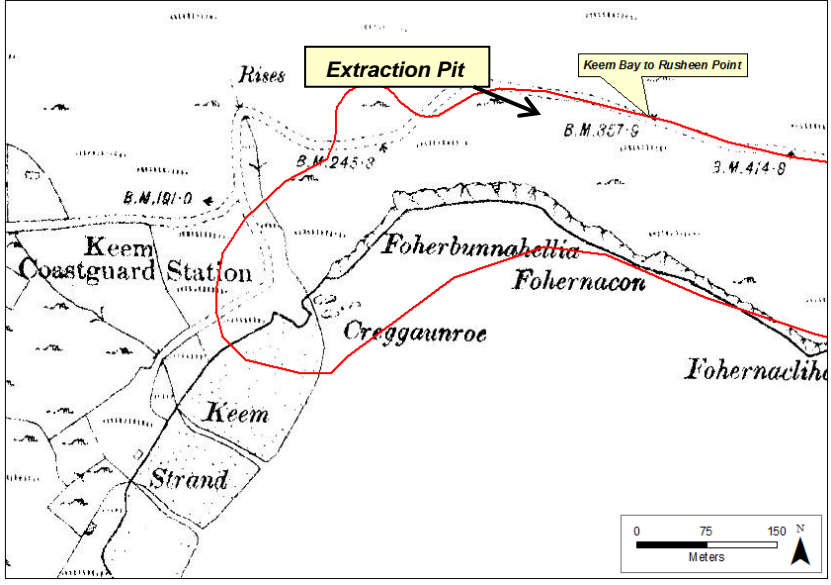 Extraction Pit
Keem Bay to Rusheen Point
Rises
B.M.357·9
B.M.245·3
B.M.414·8
B.M.191·0
Keem
Coastguard Station
Foherbunnahellia
Fohernacon
Creggaunroe
Fohernacliha
Keem
Strand
0 75 150
Meters
N